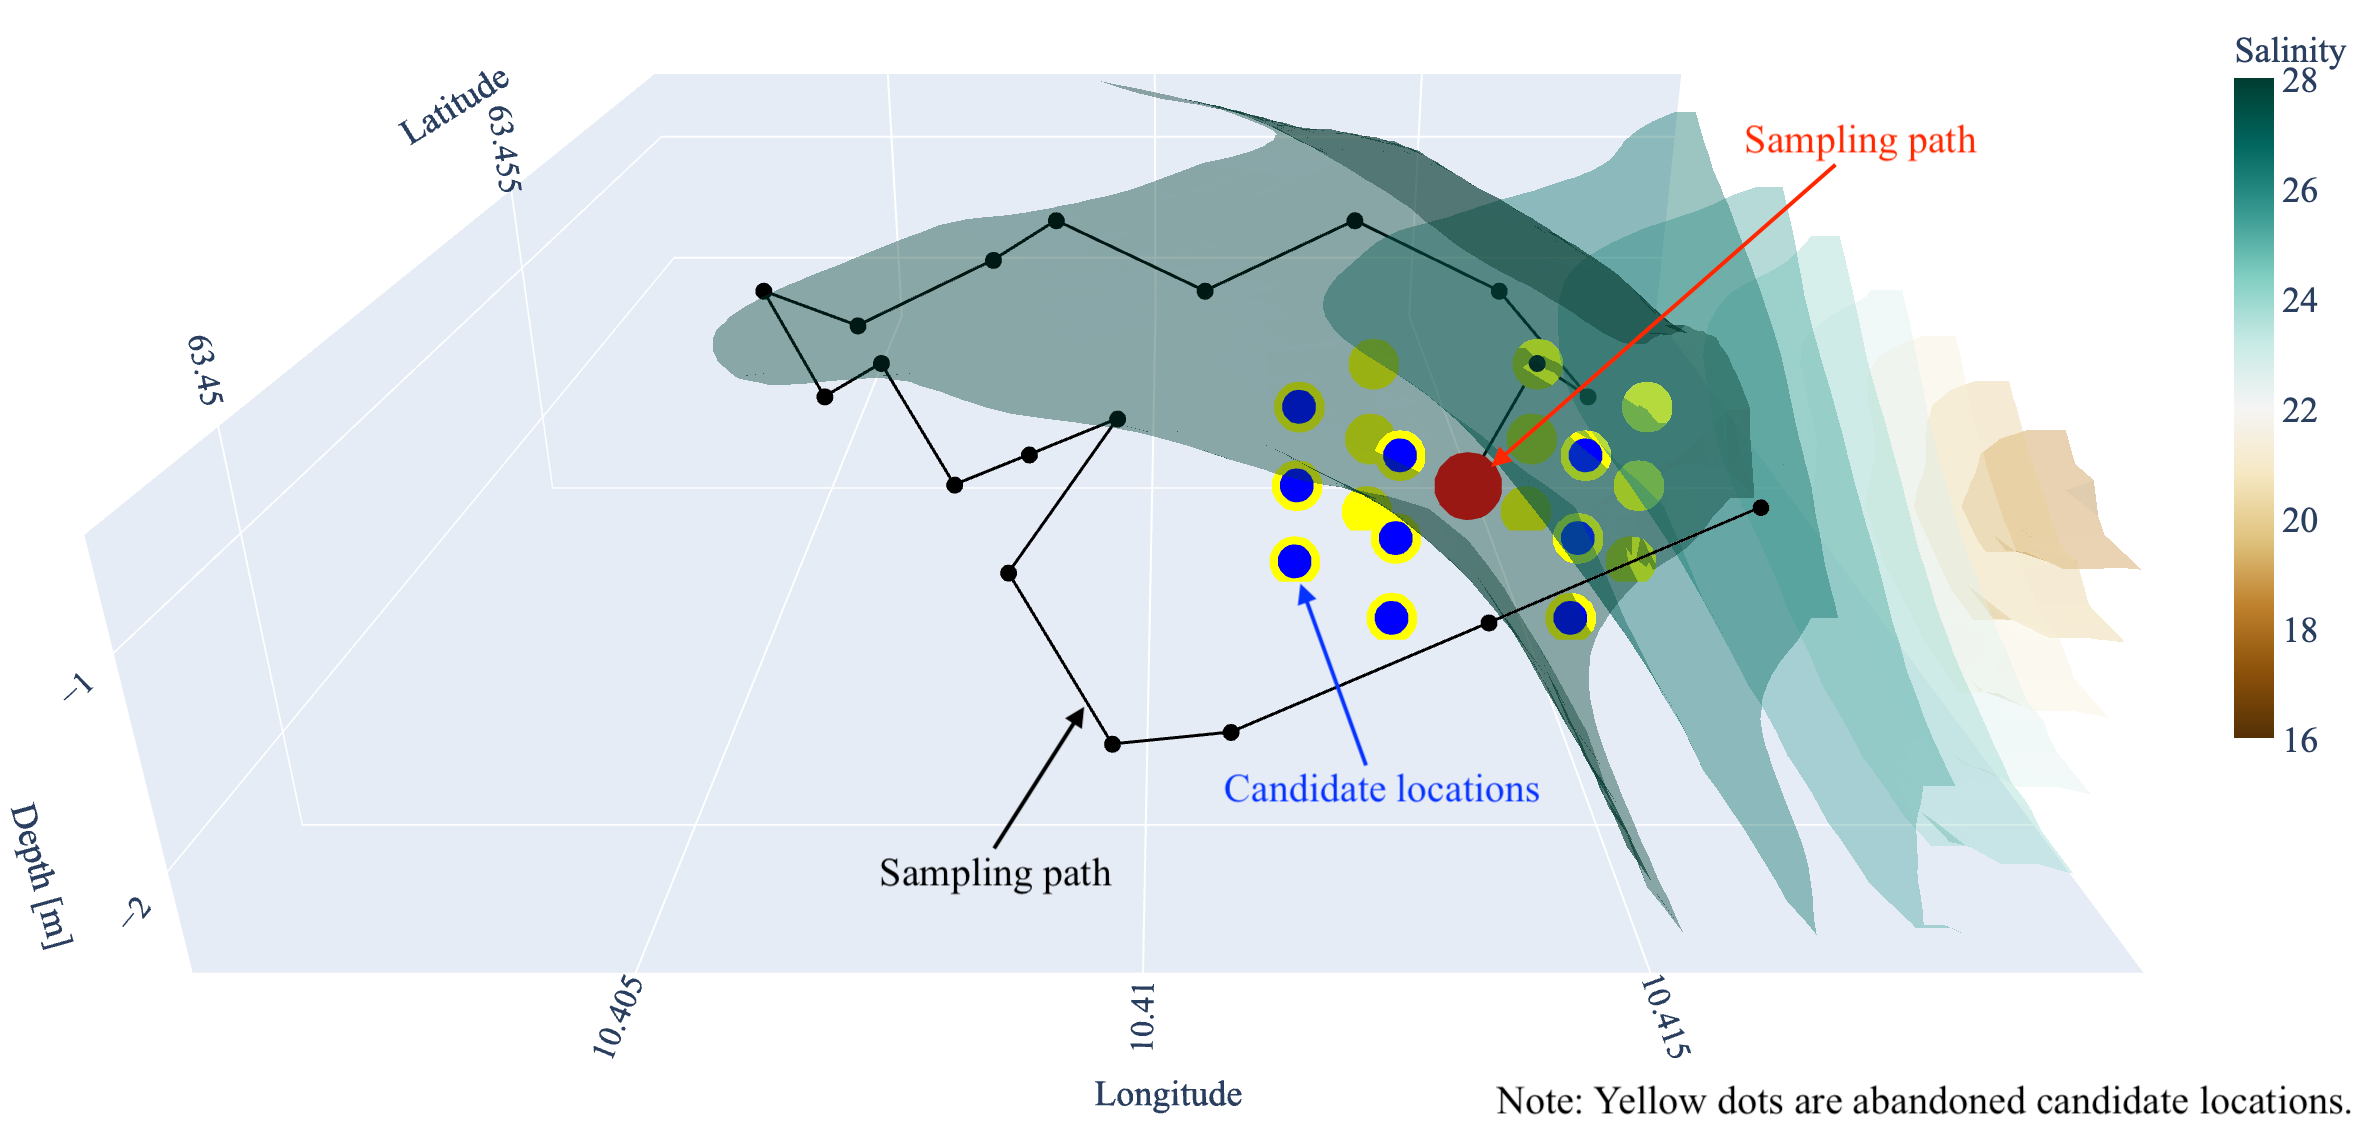 Salinity
28
26
24
22
20
18
16
Latitude
63.455
63.45
Sampling path
−1
−2
Depth [m]
Candidate locations
Sampling path
10.405
10.41
10.415
Longitude
Note: Yellow dots are abandoned candidate locations.